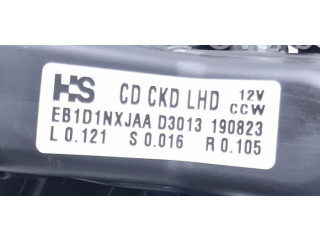 HS CD CKD LHD 12V CCW
EB1D1NXJAA D3013 190823
L 0.121 S 0.016 R 0.105